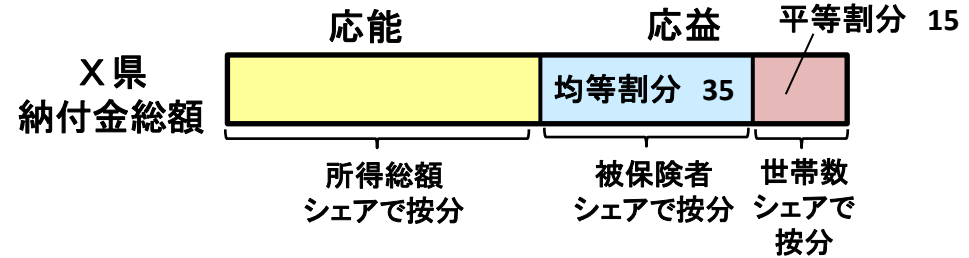 応能
応益
平等割分 15
X県
納付金総額
均等割分 35
所得総額
シェアで按分
被保険者
シェアで按分
世帯数
シェアで
按分